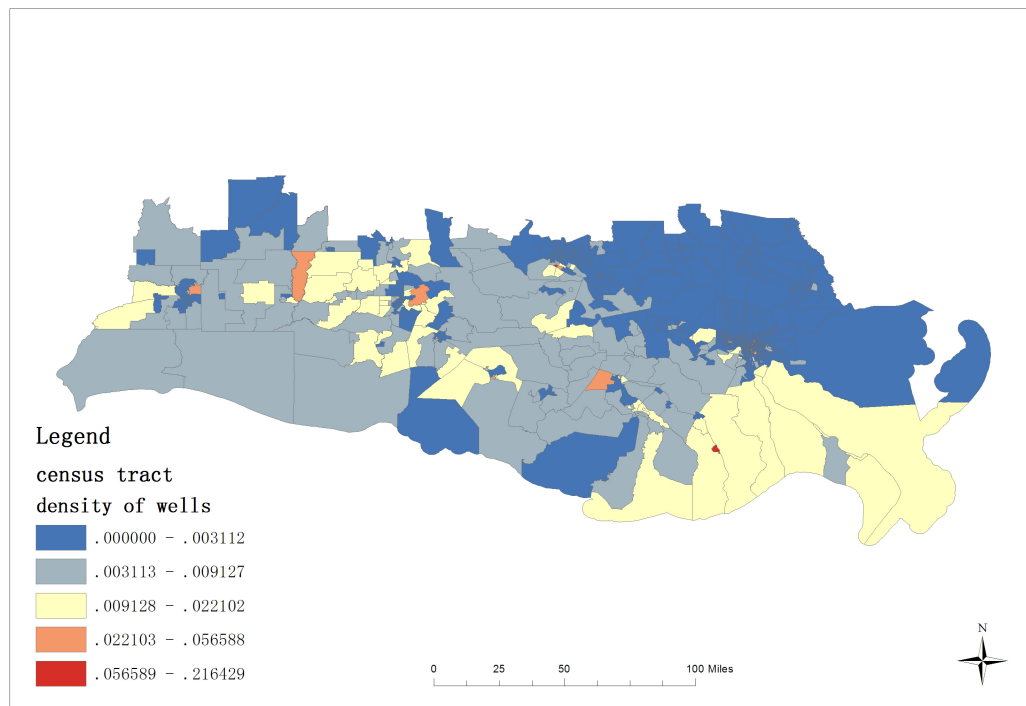 Legend
census tract
density of wells
.000000 - .003112
.003113 - .009127
.009128 - .022102
.022103 - .056588
.056589 - .216429
0 25 50 100 Miles
N